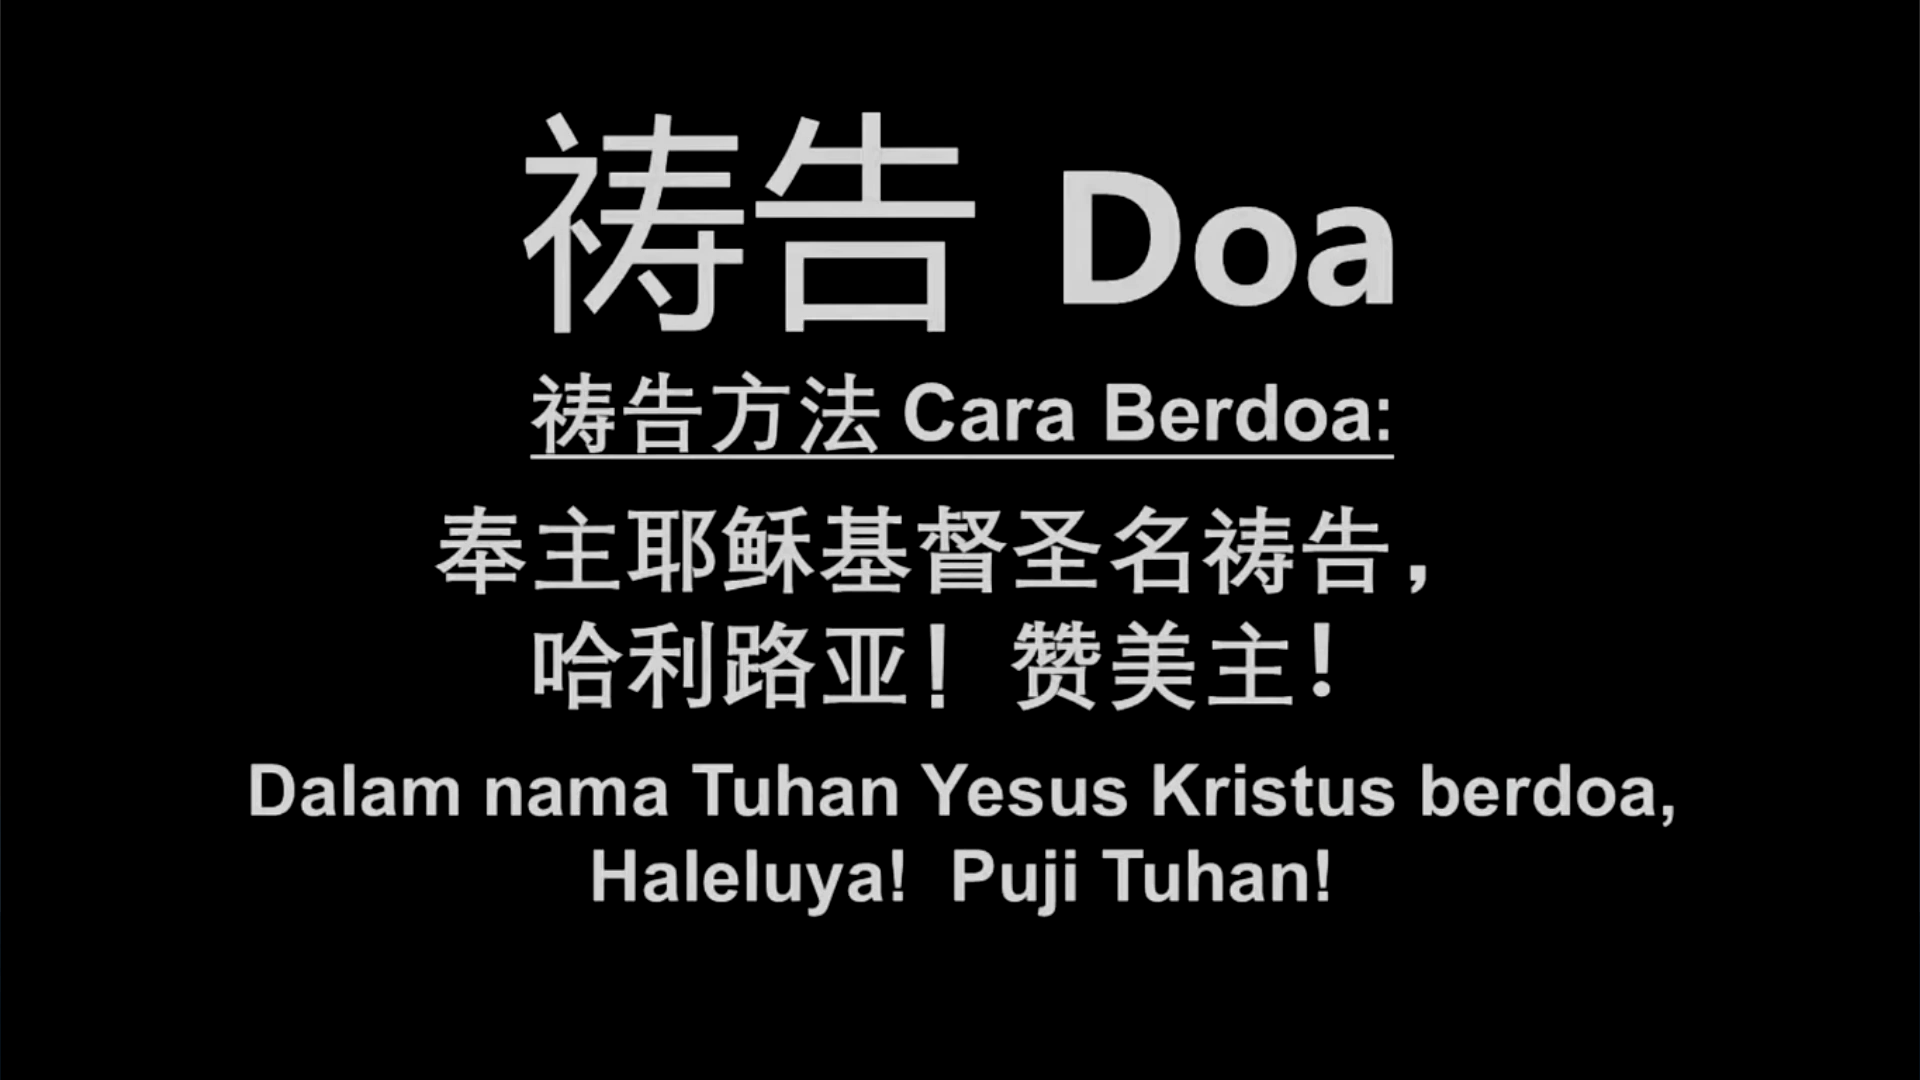 祷告 Doa
祷告方法 Cara Berdoa:
奉主耶稣基督圣名祷告，
哈利路亚！赞美主！
Dalam nama Tuhan Yesus Kristus berdoa,
Haleluya!  Puji Tuhan!